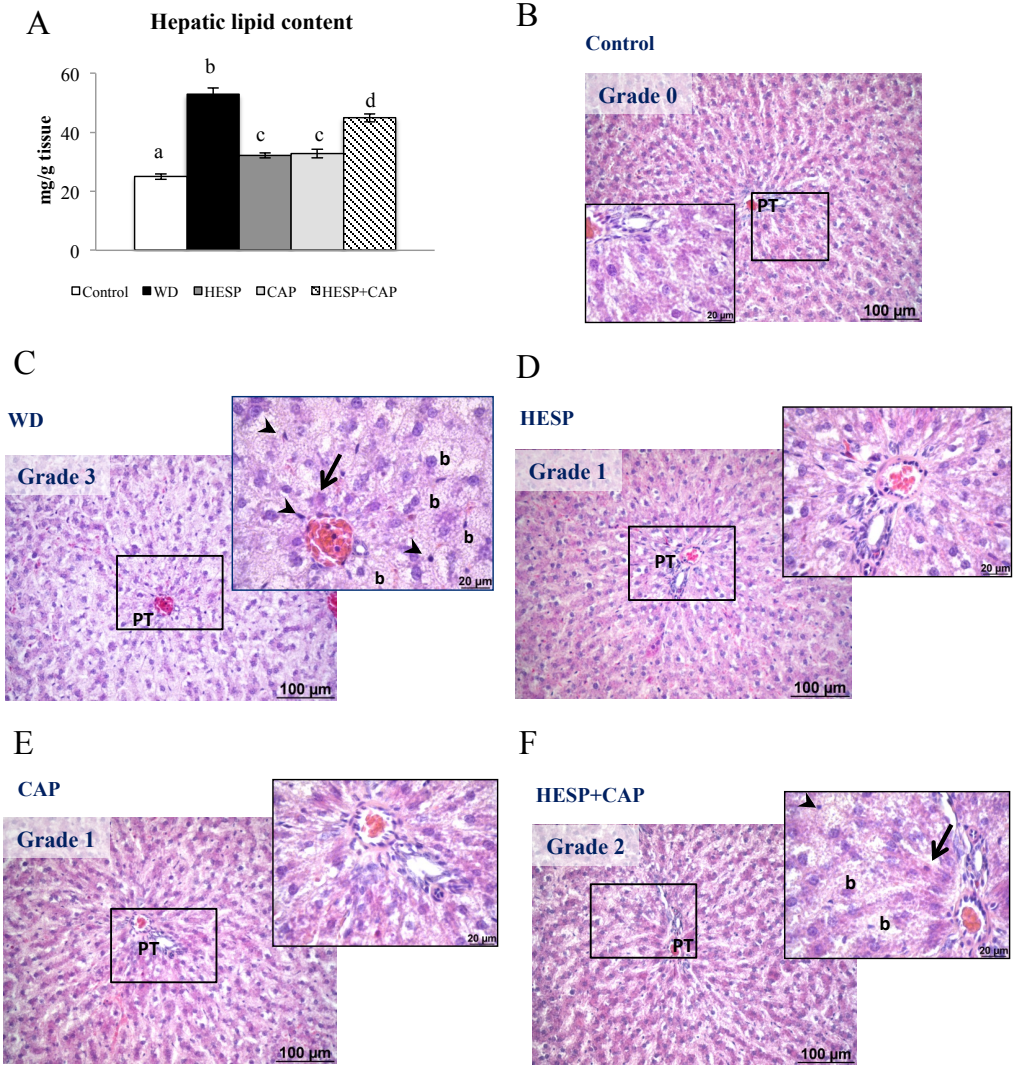 A
Hepatic lipid content
mg/g tissue
60
40
20
0
a
b
c
c
d
Control WD HESP CAP HESP+CAP
B
Control
Grade 0
PT
20 µm
100 µm
C
WD
Grade 3
PT
b
b
b
b
20 µm
100 µm
D
HESP
Grade 1
PT
20 µm
100 µm
E
CAP
Grade 1
PT
20 µm
100 µm
F
HESP+CAP
Grade 2
PT
b
b
20 µm
100 µm